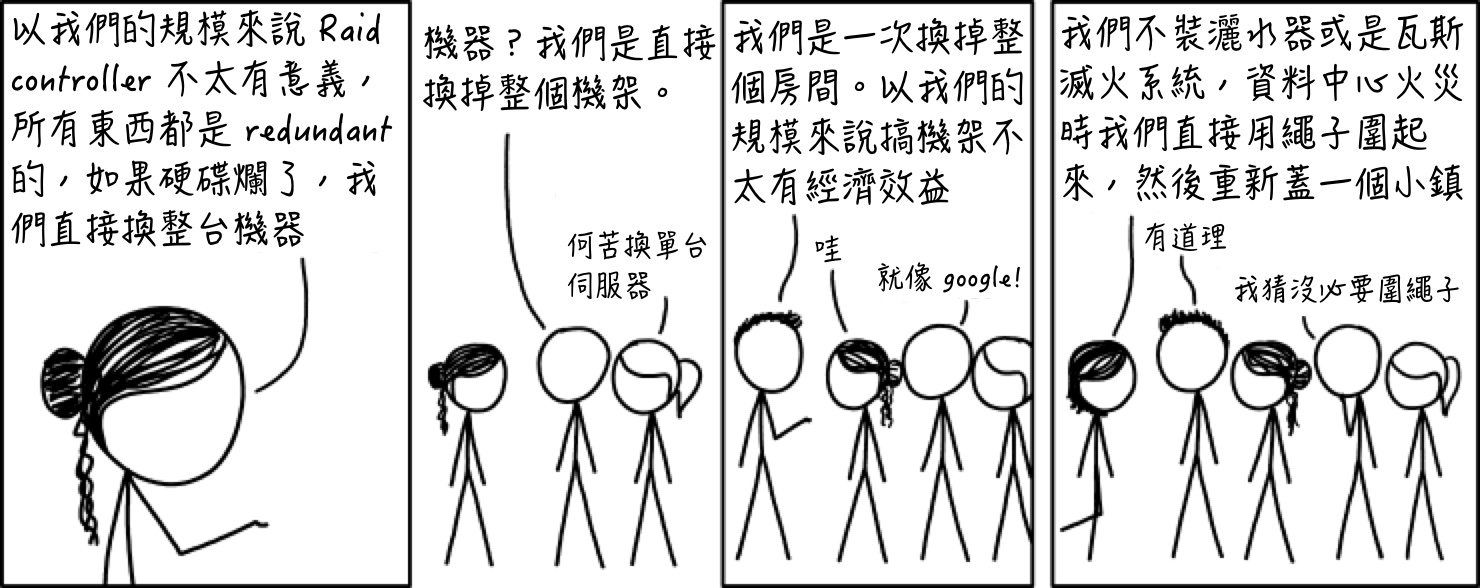 以我們的規模來說 Raid
controller 不太有意義，
所有東西都是 redundant
的，如果硬碟爛了，我
們直接換整台機器
機器？我們是直接
換掉整個機架。
何苦換單台
伺服器
我們是一次換掉整
個房間。以我們的
規模來說搞機架不
太有經濟效益
哇
就像 google!
我們不裝灑水器或是瓦斯
滅火系統，資料中心火災
時我們直接用繩子圍起
來，然後重新蓋一個小鎮
有道理
我猜沒必要圍繩子